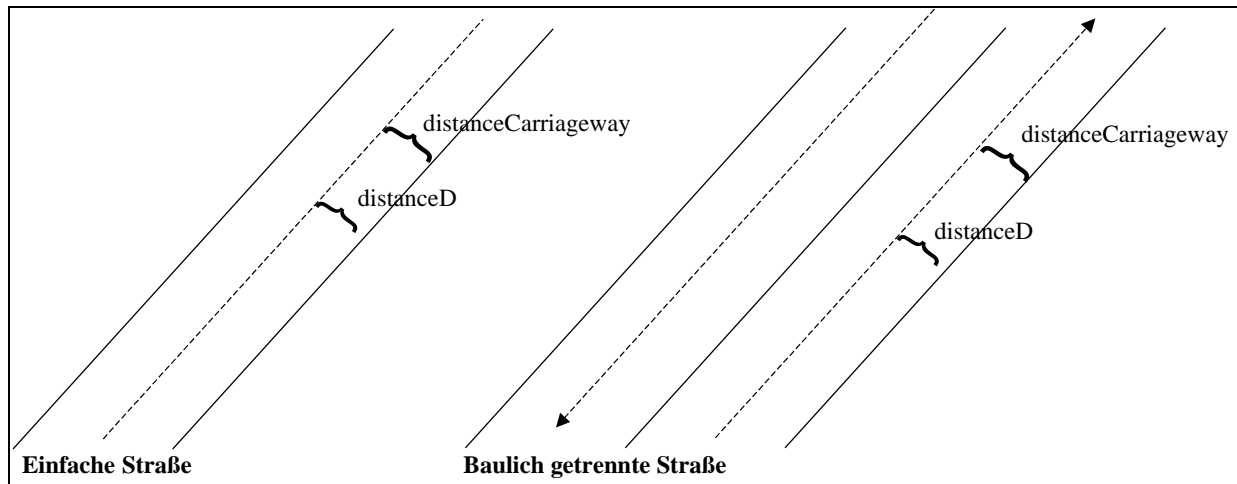 distanceCarriageway
distanceD
Einfache Straße
distanceCarriageway
distanceD
Baulich getrennte Straße